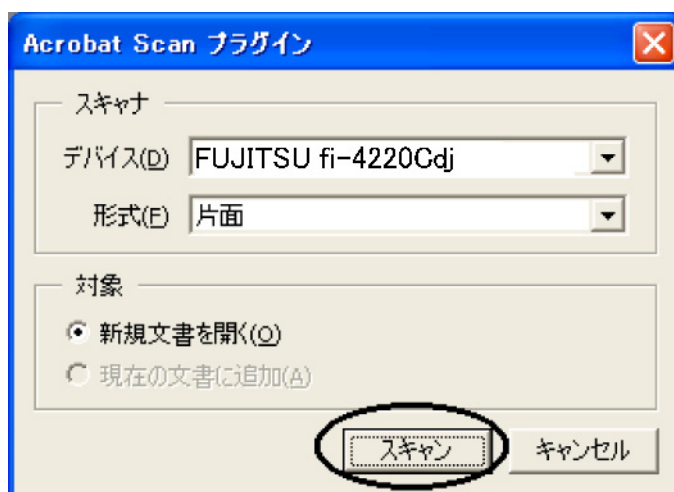 Acrobat Scan プラグイン
スキャナ
デバイス(D) FUJITSU fi-4220Cdj
形式(F) 片面
対象
新規文書を開く(O)
現在の文書に追加(A)
スキャン キャンセル